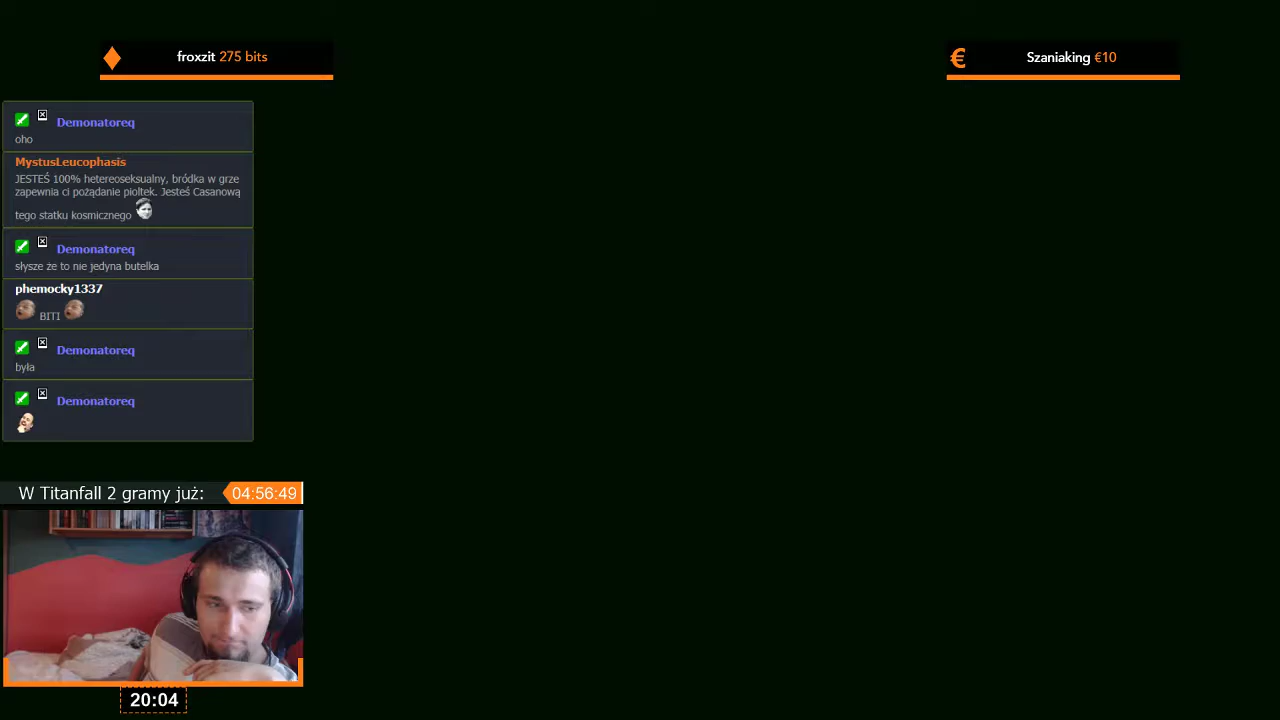 froxzit 275 bits
€ Szaniaking €10
Demonatoreq
oho
MystusLeucophasis
JESTEŚ 100% hetereoseksualny, bródka w grze
zapewnia ci pożądanie pioltek. Jesteś Casanową
tego statku kosmicznego
Demonatoreq
słysze że to nie jedyna butelka
phemocky1337
BITI
Demonatoreq
była
Demonatoreq
W Titanfall 2 gramy już: 04:56:49
20:04